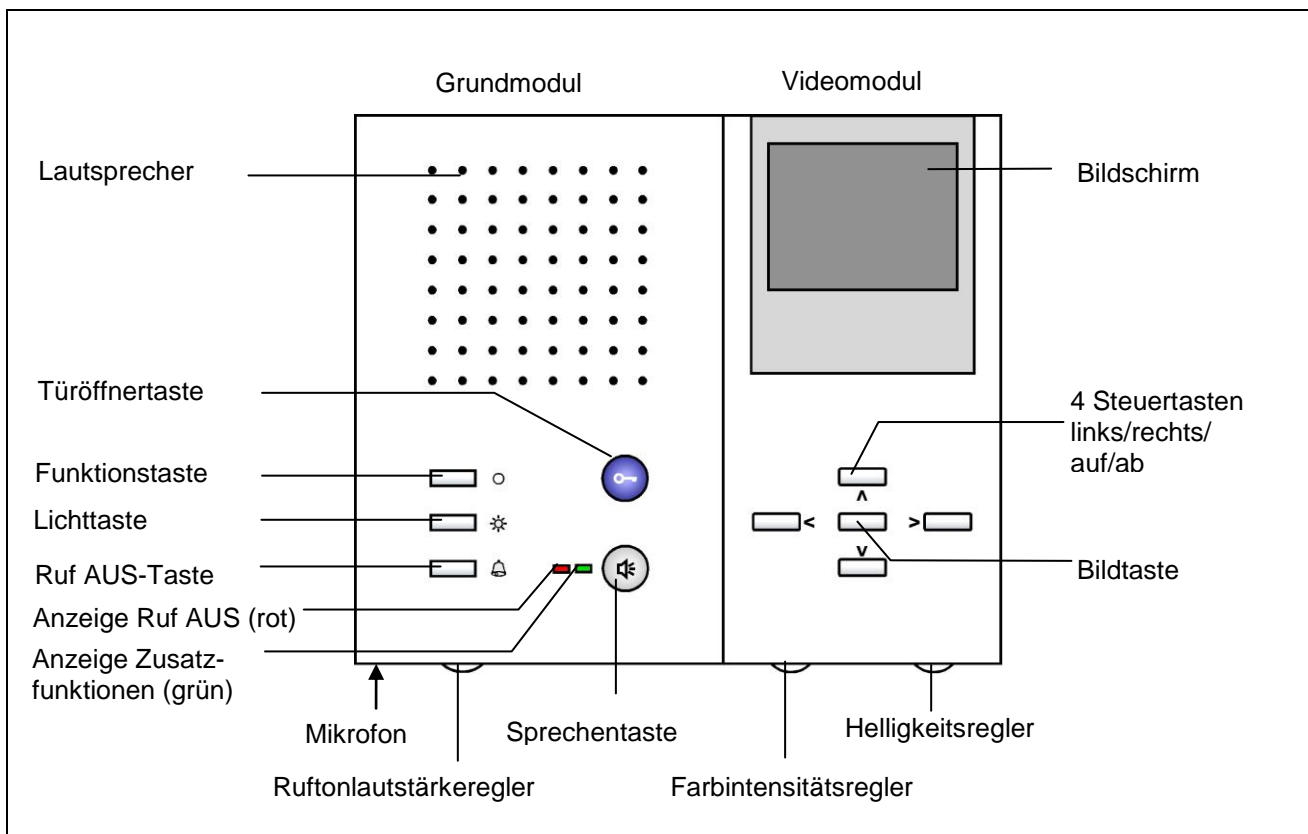 Grundmodul
Videomodul
Lautsprecher
Bildschirm
Türöffnertaste
4 Steuertasten
links/rechts/
auf/ab
Funktionstaste
Lichttaste
Ruf AUS-Taste
Bildtaste
Anzeige Ruf AUS (rot)
Anzeige Zusatz-
funktionen (grün)
Mikrofon
Sprechentaste
Helligkeitsregler
Ruftonlautstärkeregler
Farbintensitätsregler